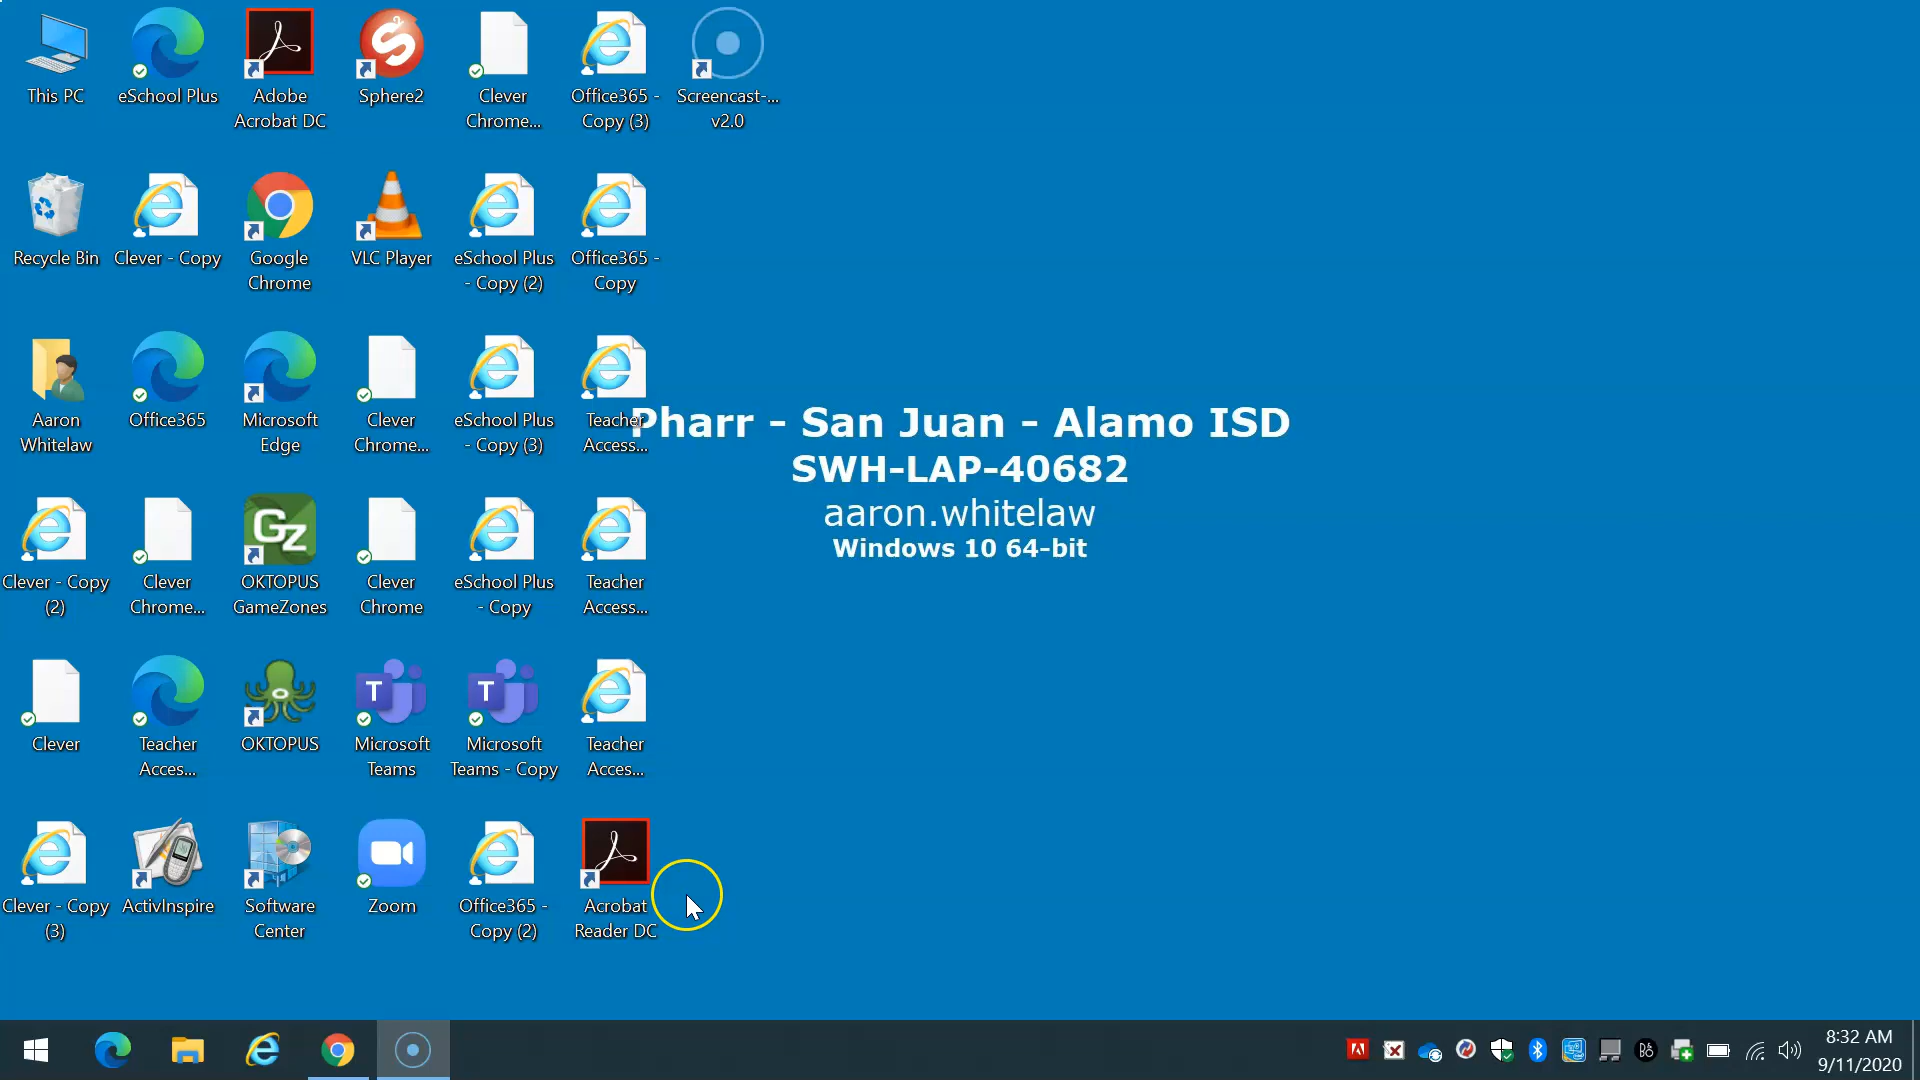 This PC
eSchool Plus
Adobe
Acrobat DC
Sphere2
Clever
Chrome...
Office365 -
Copy (3)
Screencast-...
v2.0
Recycle Bin
Clever - Copy
Google
Chrome
VLC Player
eSchool Plus
- Copy (2)
Office365 -
Copy
Aaron
Whitelaw
Office365
Microsoft
Edge
Clever
Chrome...
eSchool Plus
- Copy (3)
Teacher
Access...
Pharr - San Juan - Alamo ISD
SWH-LAP-40682
aaron.whitelaw
Windows 10 64-bit
Clever - Copy
(2)
Clever
Chrome...
GZ
OKTOPUS
GameZones
Clever
Chrome
eSchool Plus
- Copy
Teacher
Access...
Clever
Teacher
Acces...
OKTOPUS
T
Microsoft
Teams
T
Microsoft
Teams - Copy
Teacher
Acces...
Clever - Copy
(3)
ActivInspire
Software
Center
Zoom
Office365 -
Copy (2)
Acrobat
Reader DC
8:32 AM
9/11/2020